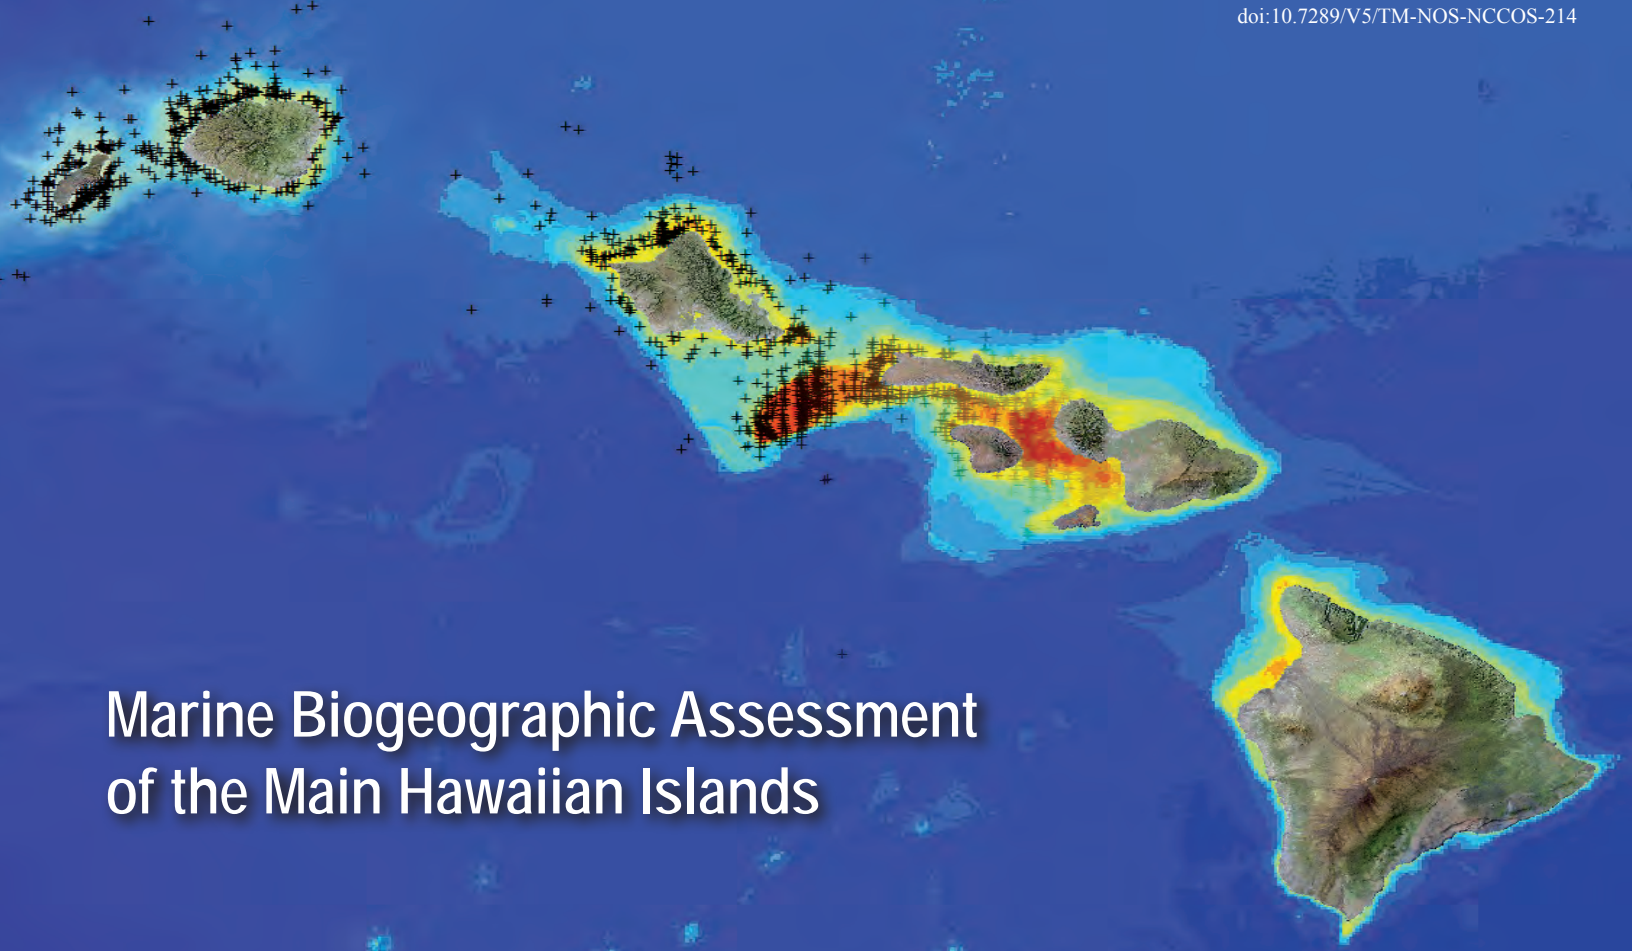 doi:10.7289/V5/TM-NOS-NCCOS-214
Marine Biogeographic Assessment
of the Main Hawaiian Islands